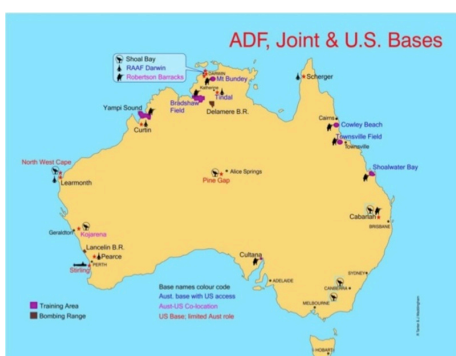 ADF, Joint & U.S. Bases
Shoal Bay
RAAF Darwin
Robertson Barracks
Mt Bundey
Katherine
Tindal
Bradshaw
Field
Delamere B.R.
Scherger
Yampi Sound
Curtin
Cairns
Cowley Beach
Townsville Field
Townsville
North West Cape
Learmonth
Alice Springs
Pine Gap
Shoalwater Bay
Cabarlah
BRISBANE
Geraldton
Kojarena
Lancelin B.R.
Pearce
PERTH
Stirling
Cultana
ADELAIDE
SYDNEY
CANBERRA
MELBOURNE
HOBART
Training Area
Bombing Range
Base names colour code
Aust. base with US access
Aust-US Co-location
US Base; limited Aust role